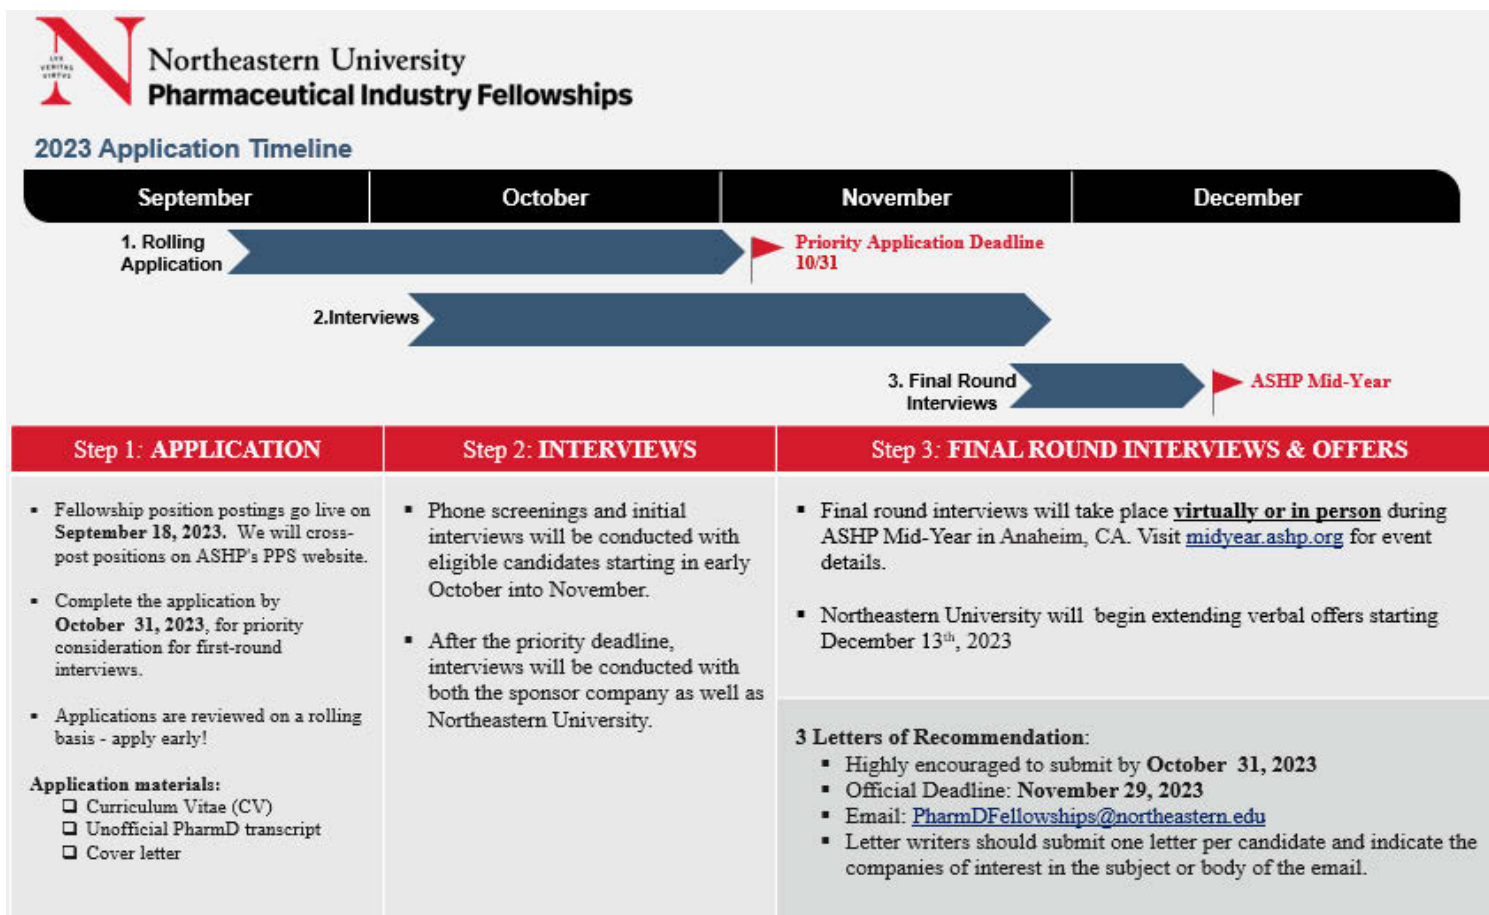 LVX
VERITAS
VIRTVS
Northeastern University
Pharmaceutical Industry Fellowships
2023 Application Timeline
September
October
November
December
1. Rolling
Application
Priority Application Deadline
10/31
2.Interviews
3. Final Round
Interviews
ASHP Mid-Year
Step 1: APPLICATION
▪ Fellowship position postings go live on
September 18, 2023. We will cross-
post positions on ASHP's PPS website.
▪ Complete the application by
October 31, 2023, for priority
consideration for first-round
interviews.
▪ Applications are reviewed on a rolling
basis - apply early!
Application materials:
❑ Curriculum Vitae (CV)
❑ Unofficial PharmD transcript
❑ Cover letter
Step 2: INTERVIEWS
▪ Phone screenings and initial
interviews will be conducted with
eligible candidates starting in early
October into November.
▪ After the priority deadline,
interviews will be conducted with
both the sponsor company as well as
Northeastern University.
Step 3: FINAL ROUND INTERVIEWS & OFFERS
▪ Final round interviews will take place virtually or in person during
ASHP Mid-Year in Anaheim, CA. Visit midyear.ashp.org for event
details.
▪ Northeastern University will begin extending verbal offers starting
December 13th, 2023
3 Letters of Recommendation:
▪ Highly encouraged to submit by October 31, 2023
▪ Official Deadline: November 29, 2023
▪ Email: PharmDFellowships@northeastern.edu
▪ Letter writers should submit one letter per candidate and indicate the
companies of interest in the subject or body of the email.